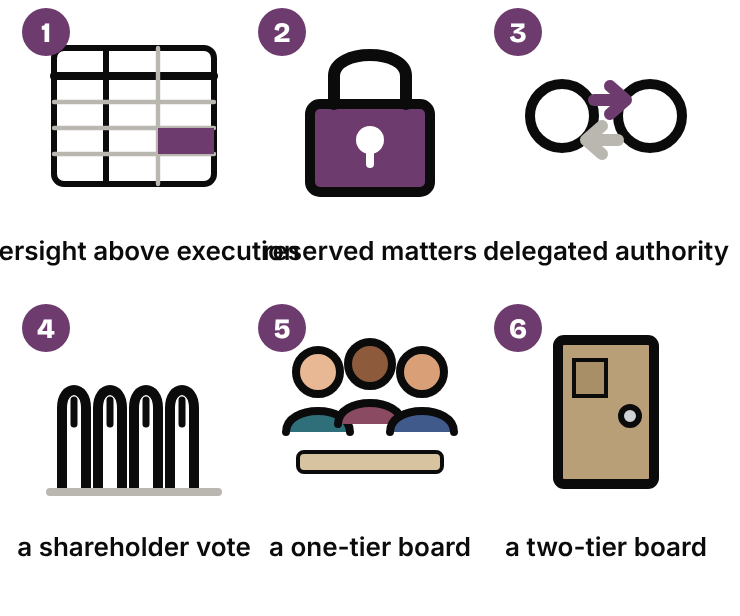 1
2
3
ersight above execution
reserved matters
delegated authority
4
5
6
a shareholder vote
a one-tier board
a two-tier board